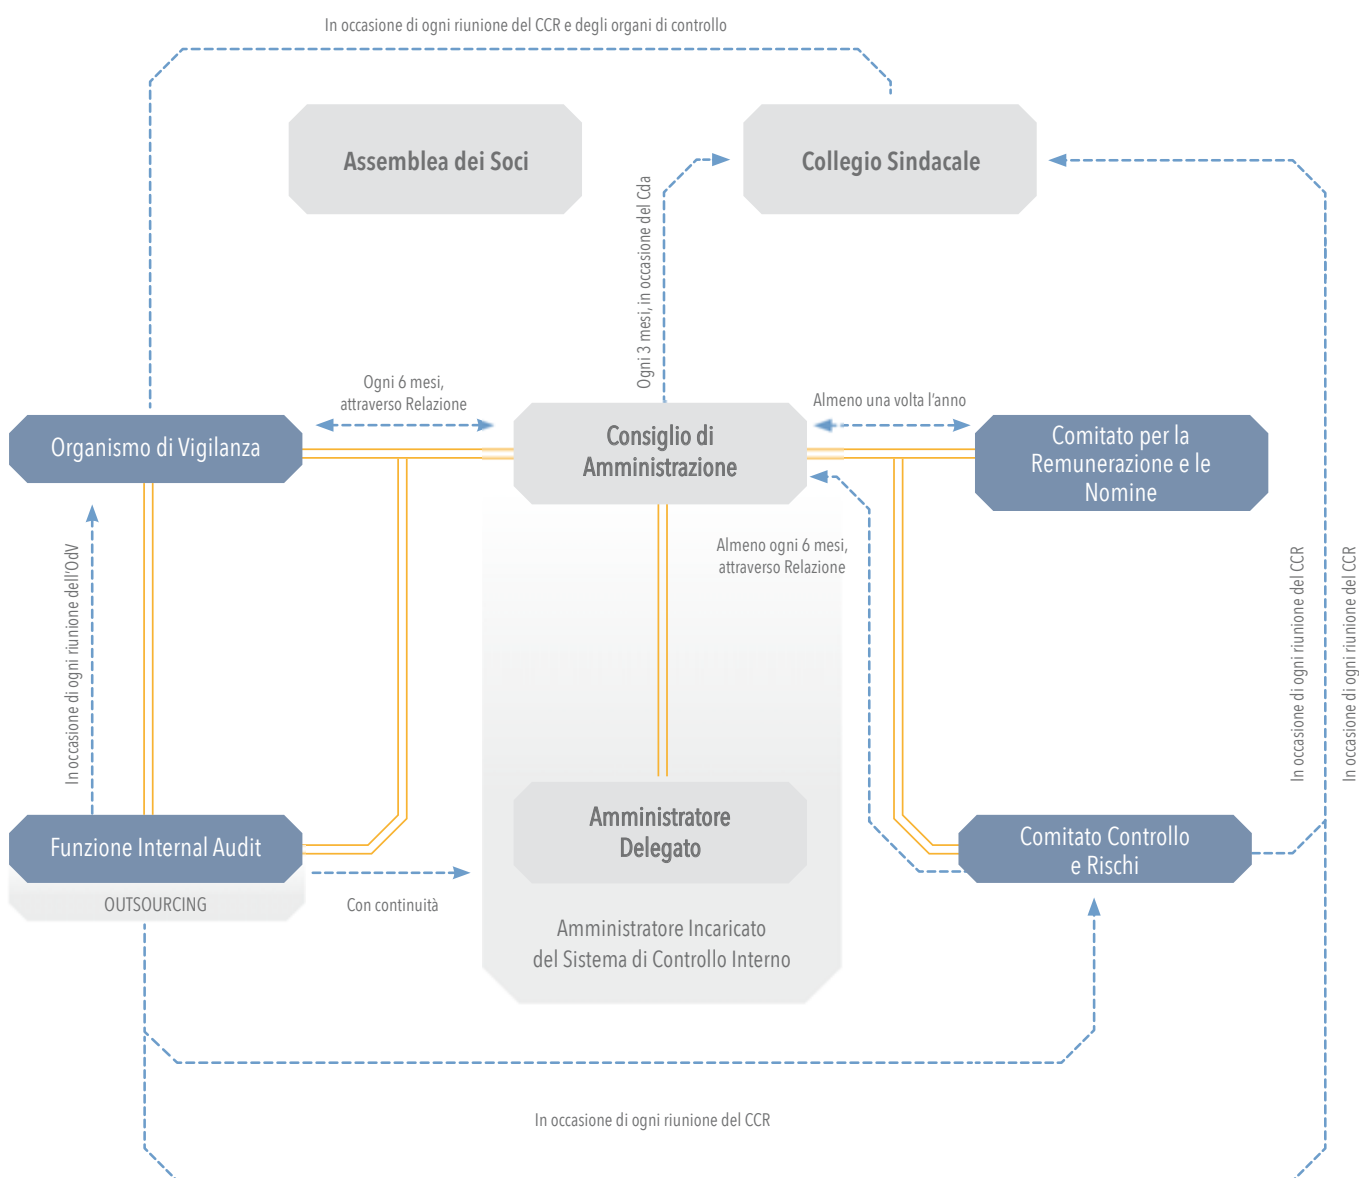 In occasione di ogni riunione del CCR e degli organi di controllo
Assemblea dei Soci
Collegio Sindacale
Ogni 3 mesi, in occasione del Cda
Ogni 6 mesi,
attraverso Relazione
Almeno una volta l'anno
Organismo di Vigilanza
Consiglio di
Amministrazione
Comitato per la
Remunerazione e le
Nomine
Almeno ogni 6 mesi,
attraverso Relazione
In occasione di ogni riunione dell'OdV
In occasione di ogni riunione del CCR
In occasione di ogni riunione del CCR
Funzione Internal Audit
OUTSOURCING
Con continuità
Amministratore
Delegato
Comitato Controllo
e Rischi
Amministratore Incaricato
del Sistema di Controllo Interno
In occasione di ogni riunione del CCR